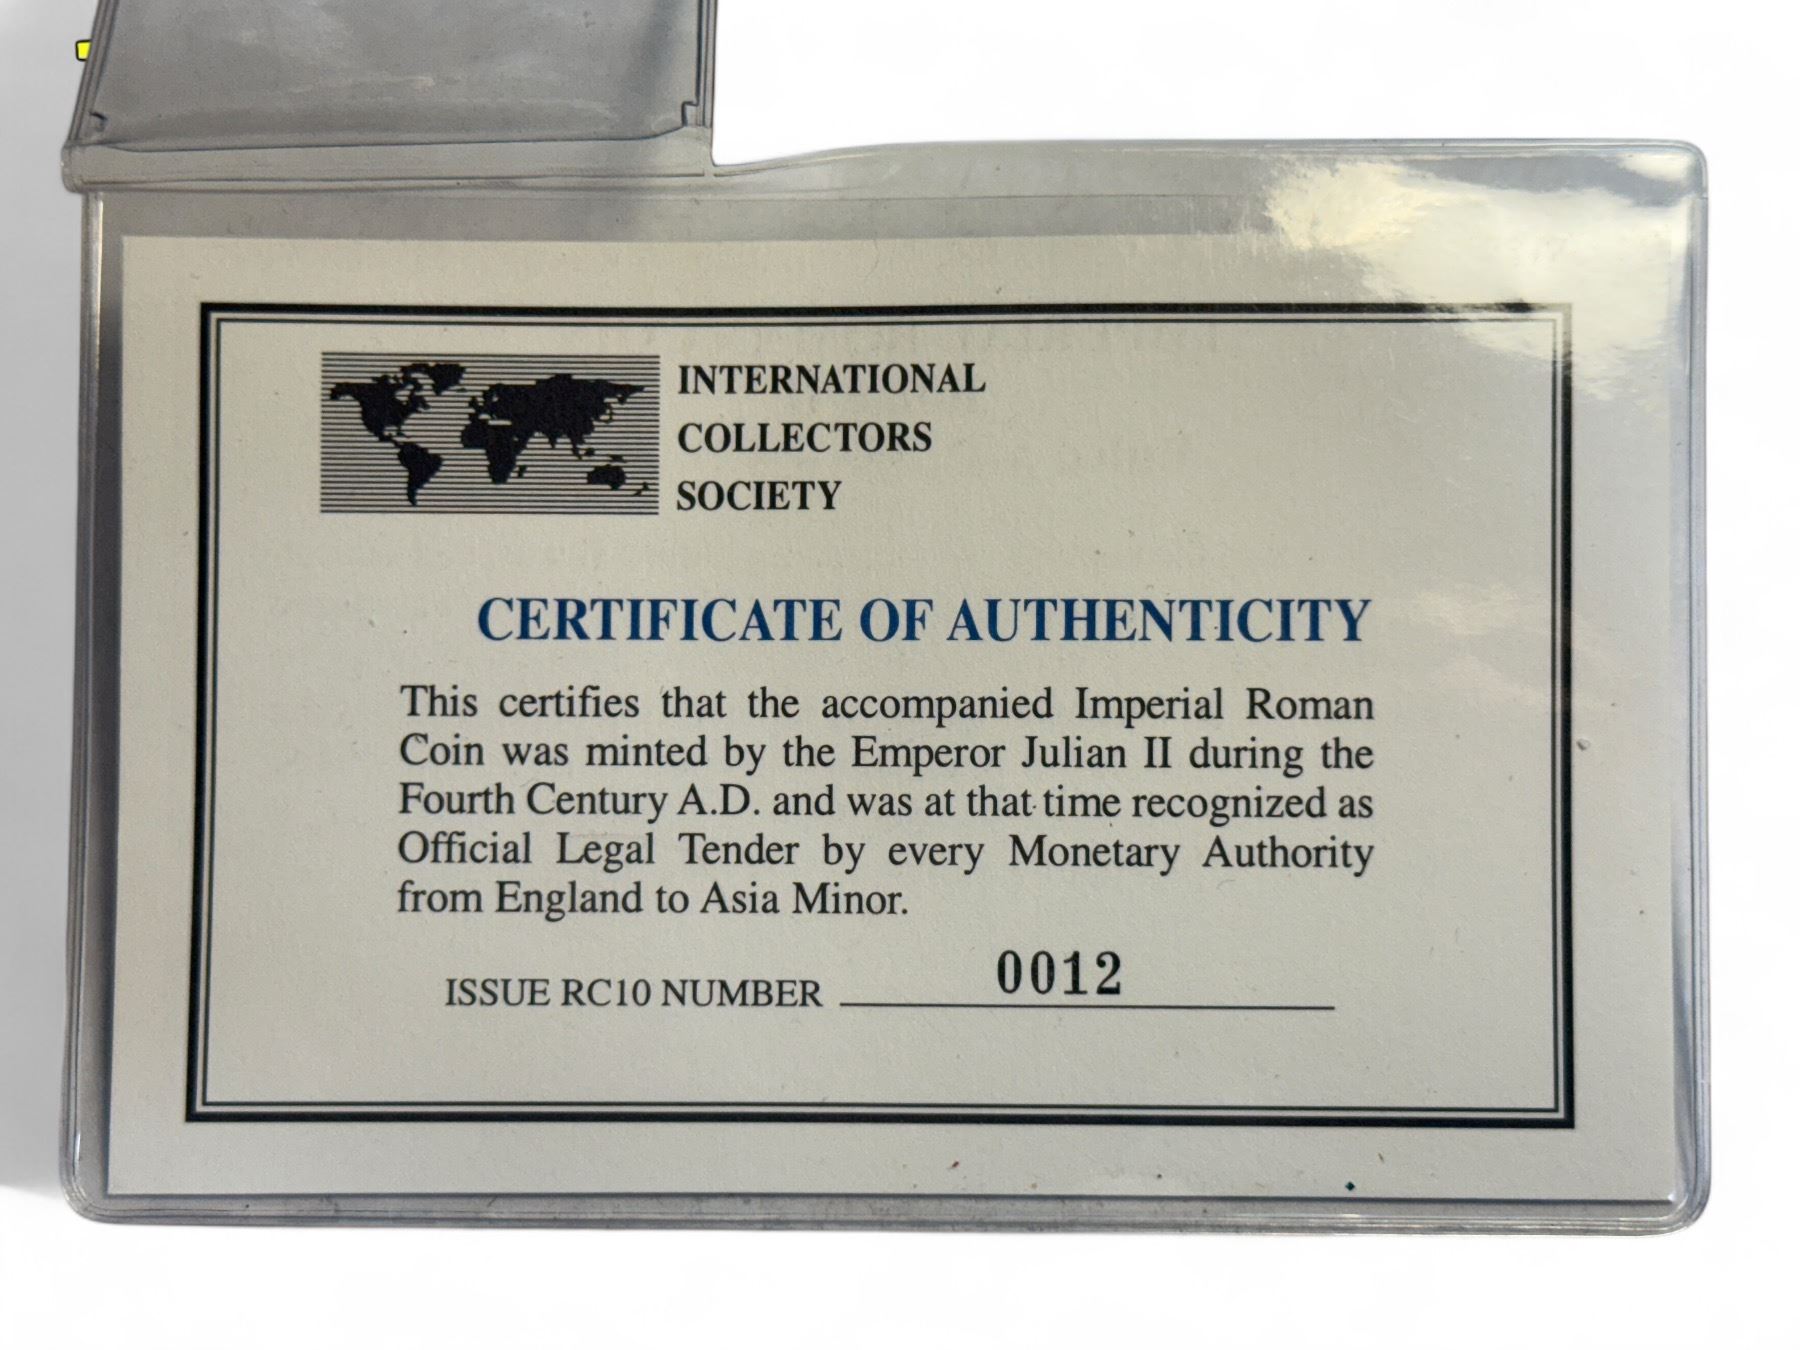 INTERNATIONAL
COLLECTORS
SOCIETY
CERTIFICATE OF AUTHENTICITY
This certifies that the accompanied Imperial Roman
Coin was minted by the Emperor Julian II during the
Fourth Century A.D. and was at that time recognized as
Official Legal Tender by every Monetary Authority
from England to Asia Minor.
ISSUE RC10 NUMBER 0012